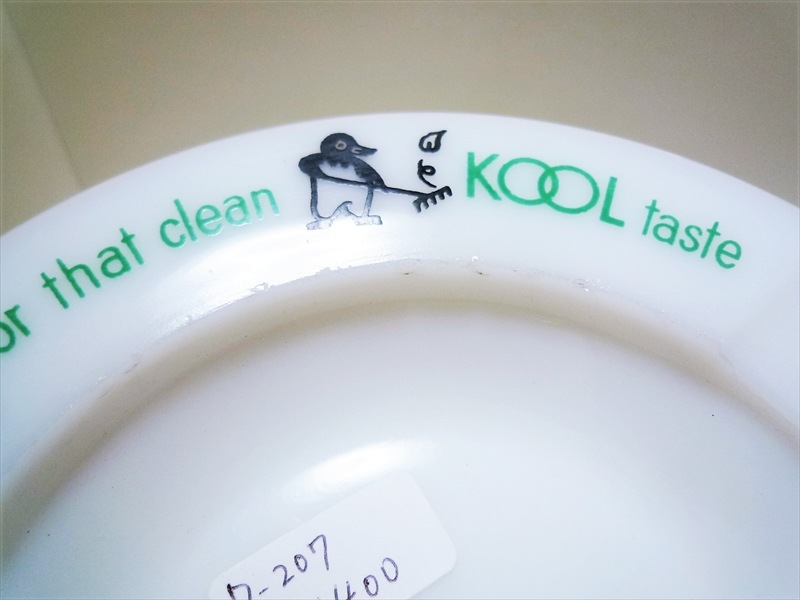 or that clean KOOL taste
-207
400